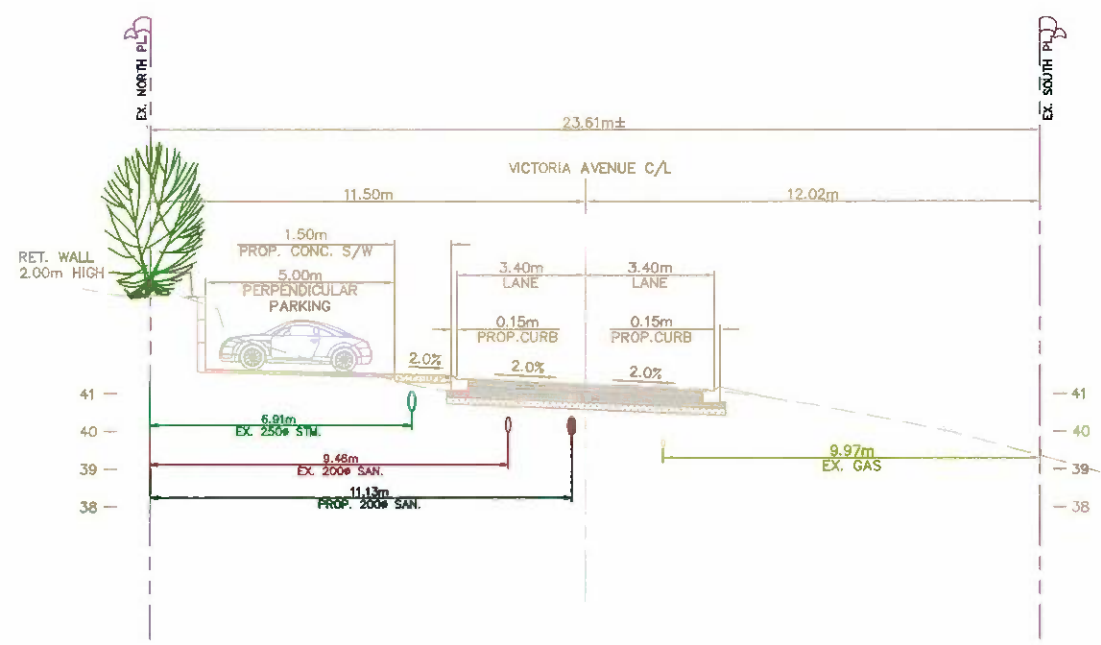 EX. NORTH PL
EX. SOUTH PL
23.61m±
VICTORIA AVENUE C/L
11.50m
12.02m
1.50m
PROP. CONC. S/W
RET. WALL
2.00m HIGH
5.00m
PERPENDICULAR
PARKING
3.40m
LANE
3.40m
LANE
0.15m
PROP.CURB
0.15m
PROP.CURB
2.0%
2.0%
2.0%
41
41
6.91m
EX. 250ø STM.
40
40
9.46m
EX. 200ø SAN.
9.97m
EX. GAS
39
39
11.13m
PROP. 200ø SAN.
38
38